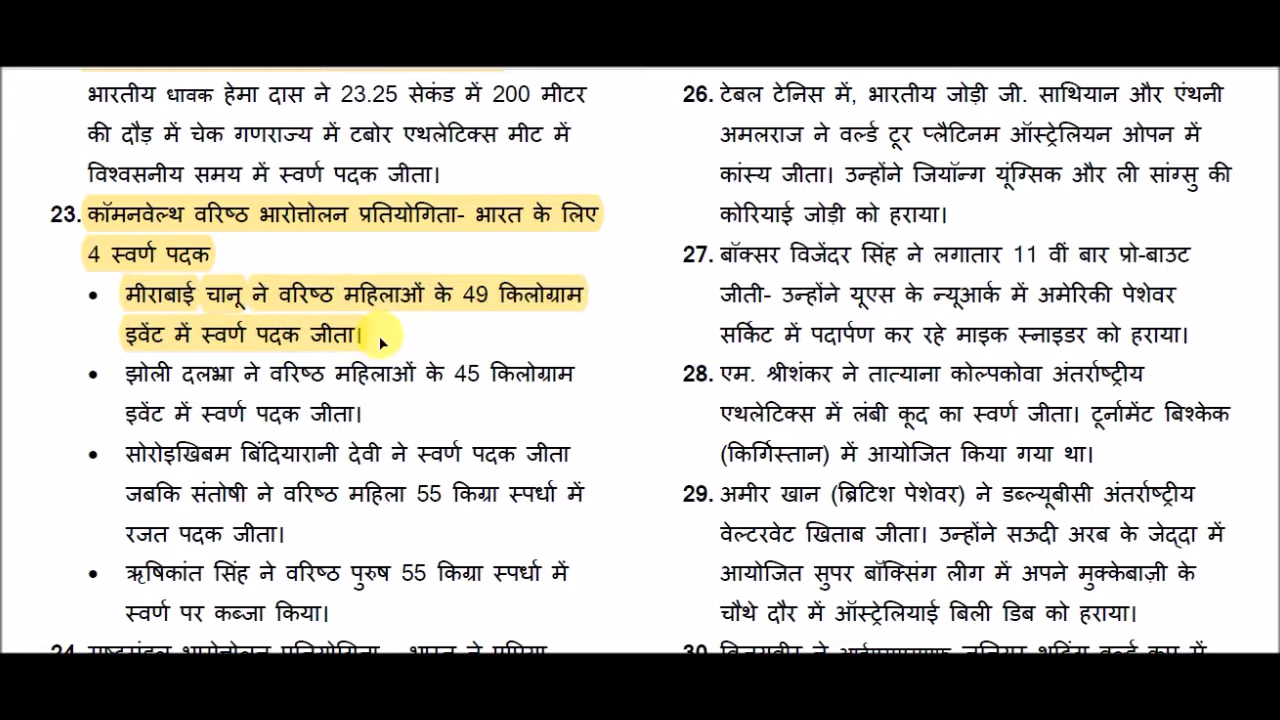 भारतीय धावक हेमा दास ने 23.25 सेकंड में 200 मीटर
की दौड़ में चेक गणराज्य में टबोर एथलेटिक्स मीट में
विश्वसनीय समय में स्वर्ण पदक जीता।
23. कॉमनवेल्थ वरिष्ठ भारोत्तोलन प्रतियोगिता- भारत के लिए
4 स्वर्ण पदक
• मीराबाई चानू ने वरिष्ठ महिलाओं के 49 किलोग्राम
इवेंट में स्वर्ण पदक जीता।
• झोली दलभ्रा ने वरिष्ठ महिलाओं के 45 किलोग्राम
इवेंट में स्वर्ण पदक जीता।
• सोरोइखिबम बिंदियारानी देवी ने स्वर्ण पदक जीता
जबकि संतोषी ने वरिष्ठ महिला 55 किग्रा स्पर्धा में
रजत पदक जीता।
• ऋषिकांत सिंह ने वरिष्ठ पुरुष 55 किग्रा स्पर्धा में
स्वर्ण पर कब्जा किया।
26. टेबल टेनिस में, भारतीय जोड़ी जी. साथियान और एंथनी
अमलराज ने वर्ल्ड टूर प्लैटिनम ऑस्ट्रेलियन ओपन में
कांस्य जीता। उन्होंने जियॉन्ग यूंग्सिक और ली सांग्सु की
कोरियाई जोड़ी को हराया।
27. बॉक्सर विजेंदर सिंह ने लगातार 11 वीं बार प्रो-बाउट
जीती- उन्होंने यूएस के न्यूआर्क में अमेरिकी पेशेवर
सर्किट में पदार्पण कर रहे माइक स्नाइडर को हराया।
28. एम. श्रीशंकर ने तात्याना कोल्पकोवा अंतर्राष्ट्रीय
एथलेटिक्स में लंबी कूद का स्वर्ण जीता। टूर्नामेंट बिश्केक
(किर्गिस्तान) में आयोजित किया गया था।
29. अमीर खान (ब्रिटिश पेशेवर) ने डब्ल्यूबीसी अंतर्राष्ट्रीय
वेल्टरवेट खिताब जीता। उन्होंने सऊदी अरब के जेद्दा में
आयोजित सुपर बॉक्सिंग लीग में अपने मुक्केबाज़ी के
चौथे दौर में ऑस्ट्रेलियाई बिली डिब को हराया।